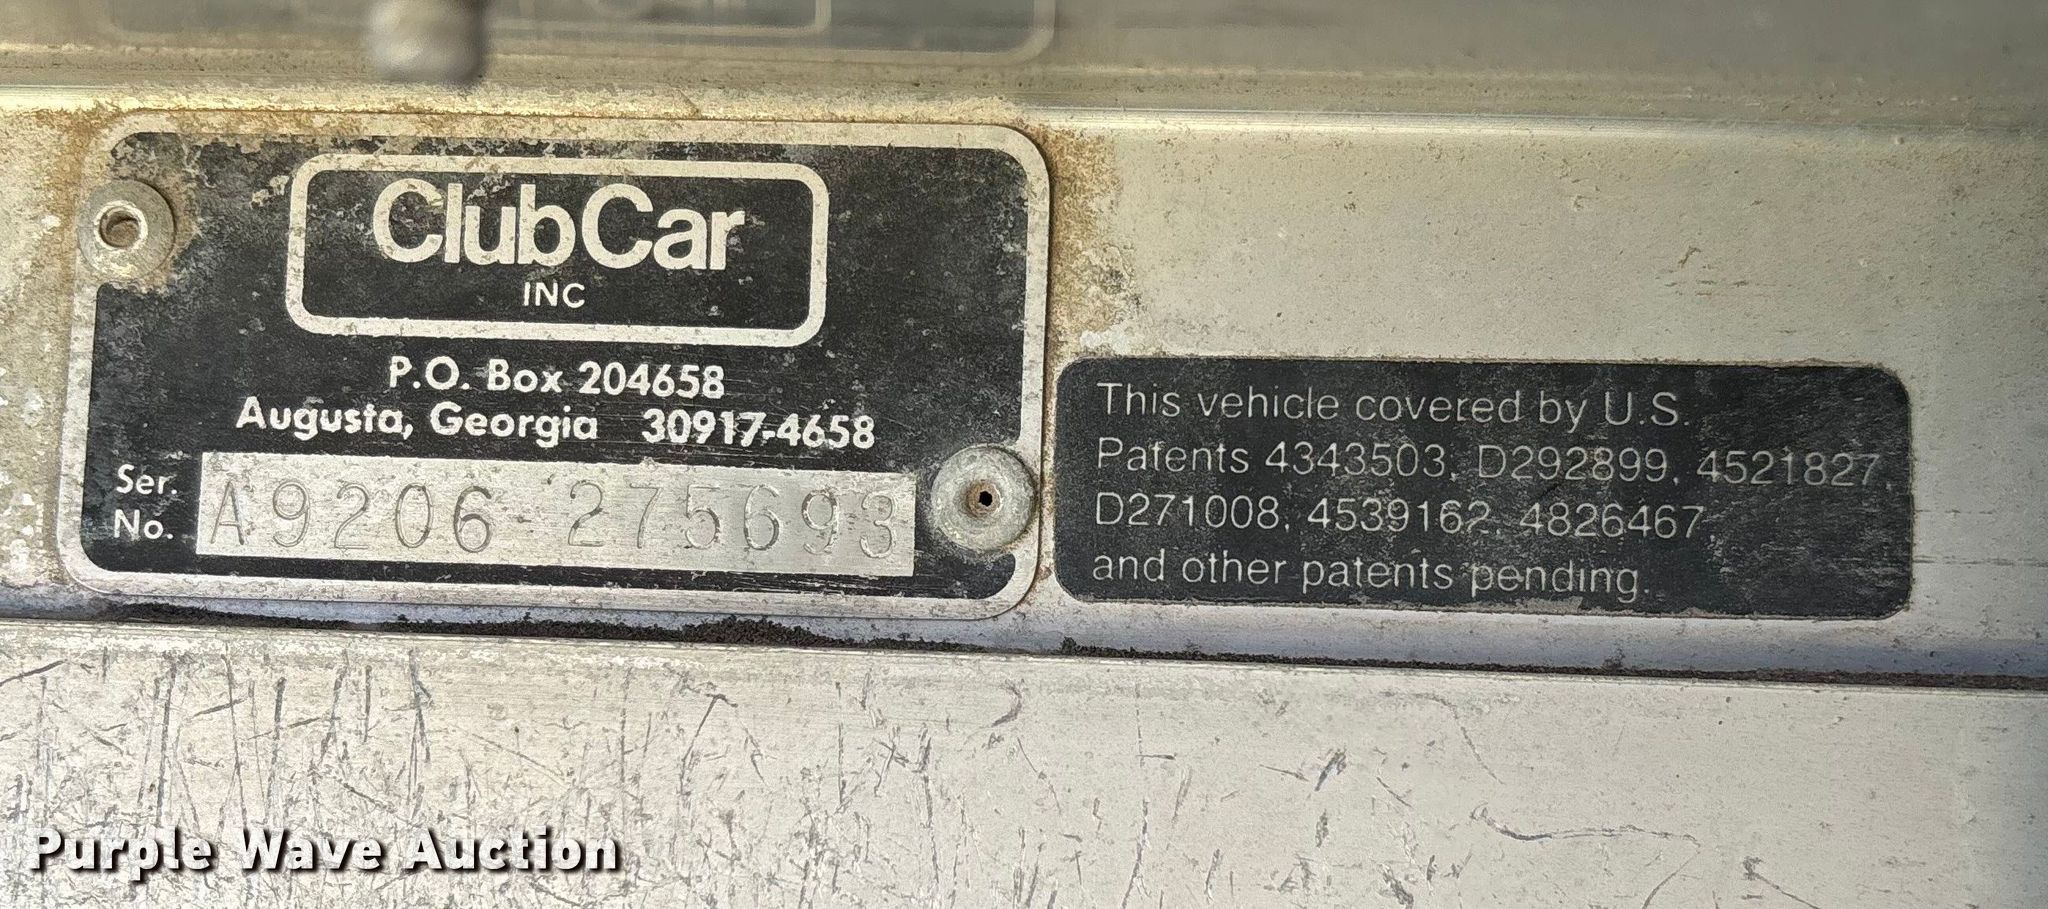 ClubCar
INC
P.O. Box 204658
Augusta, Georgia 30917-4658
Ser. No. A9206-275693
This vehicle covered by U.S.
Patents 4343503, D292899, 4521827,
D271008, 4539162, 4826467,
and other patents pending.
Purple Wave Auction